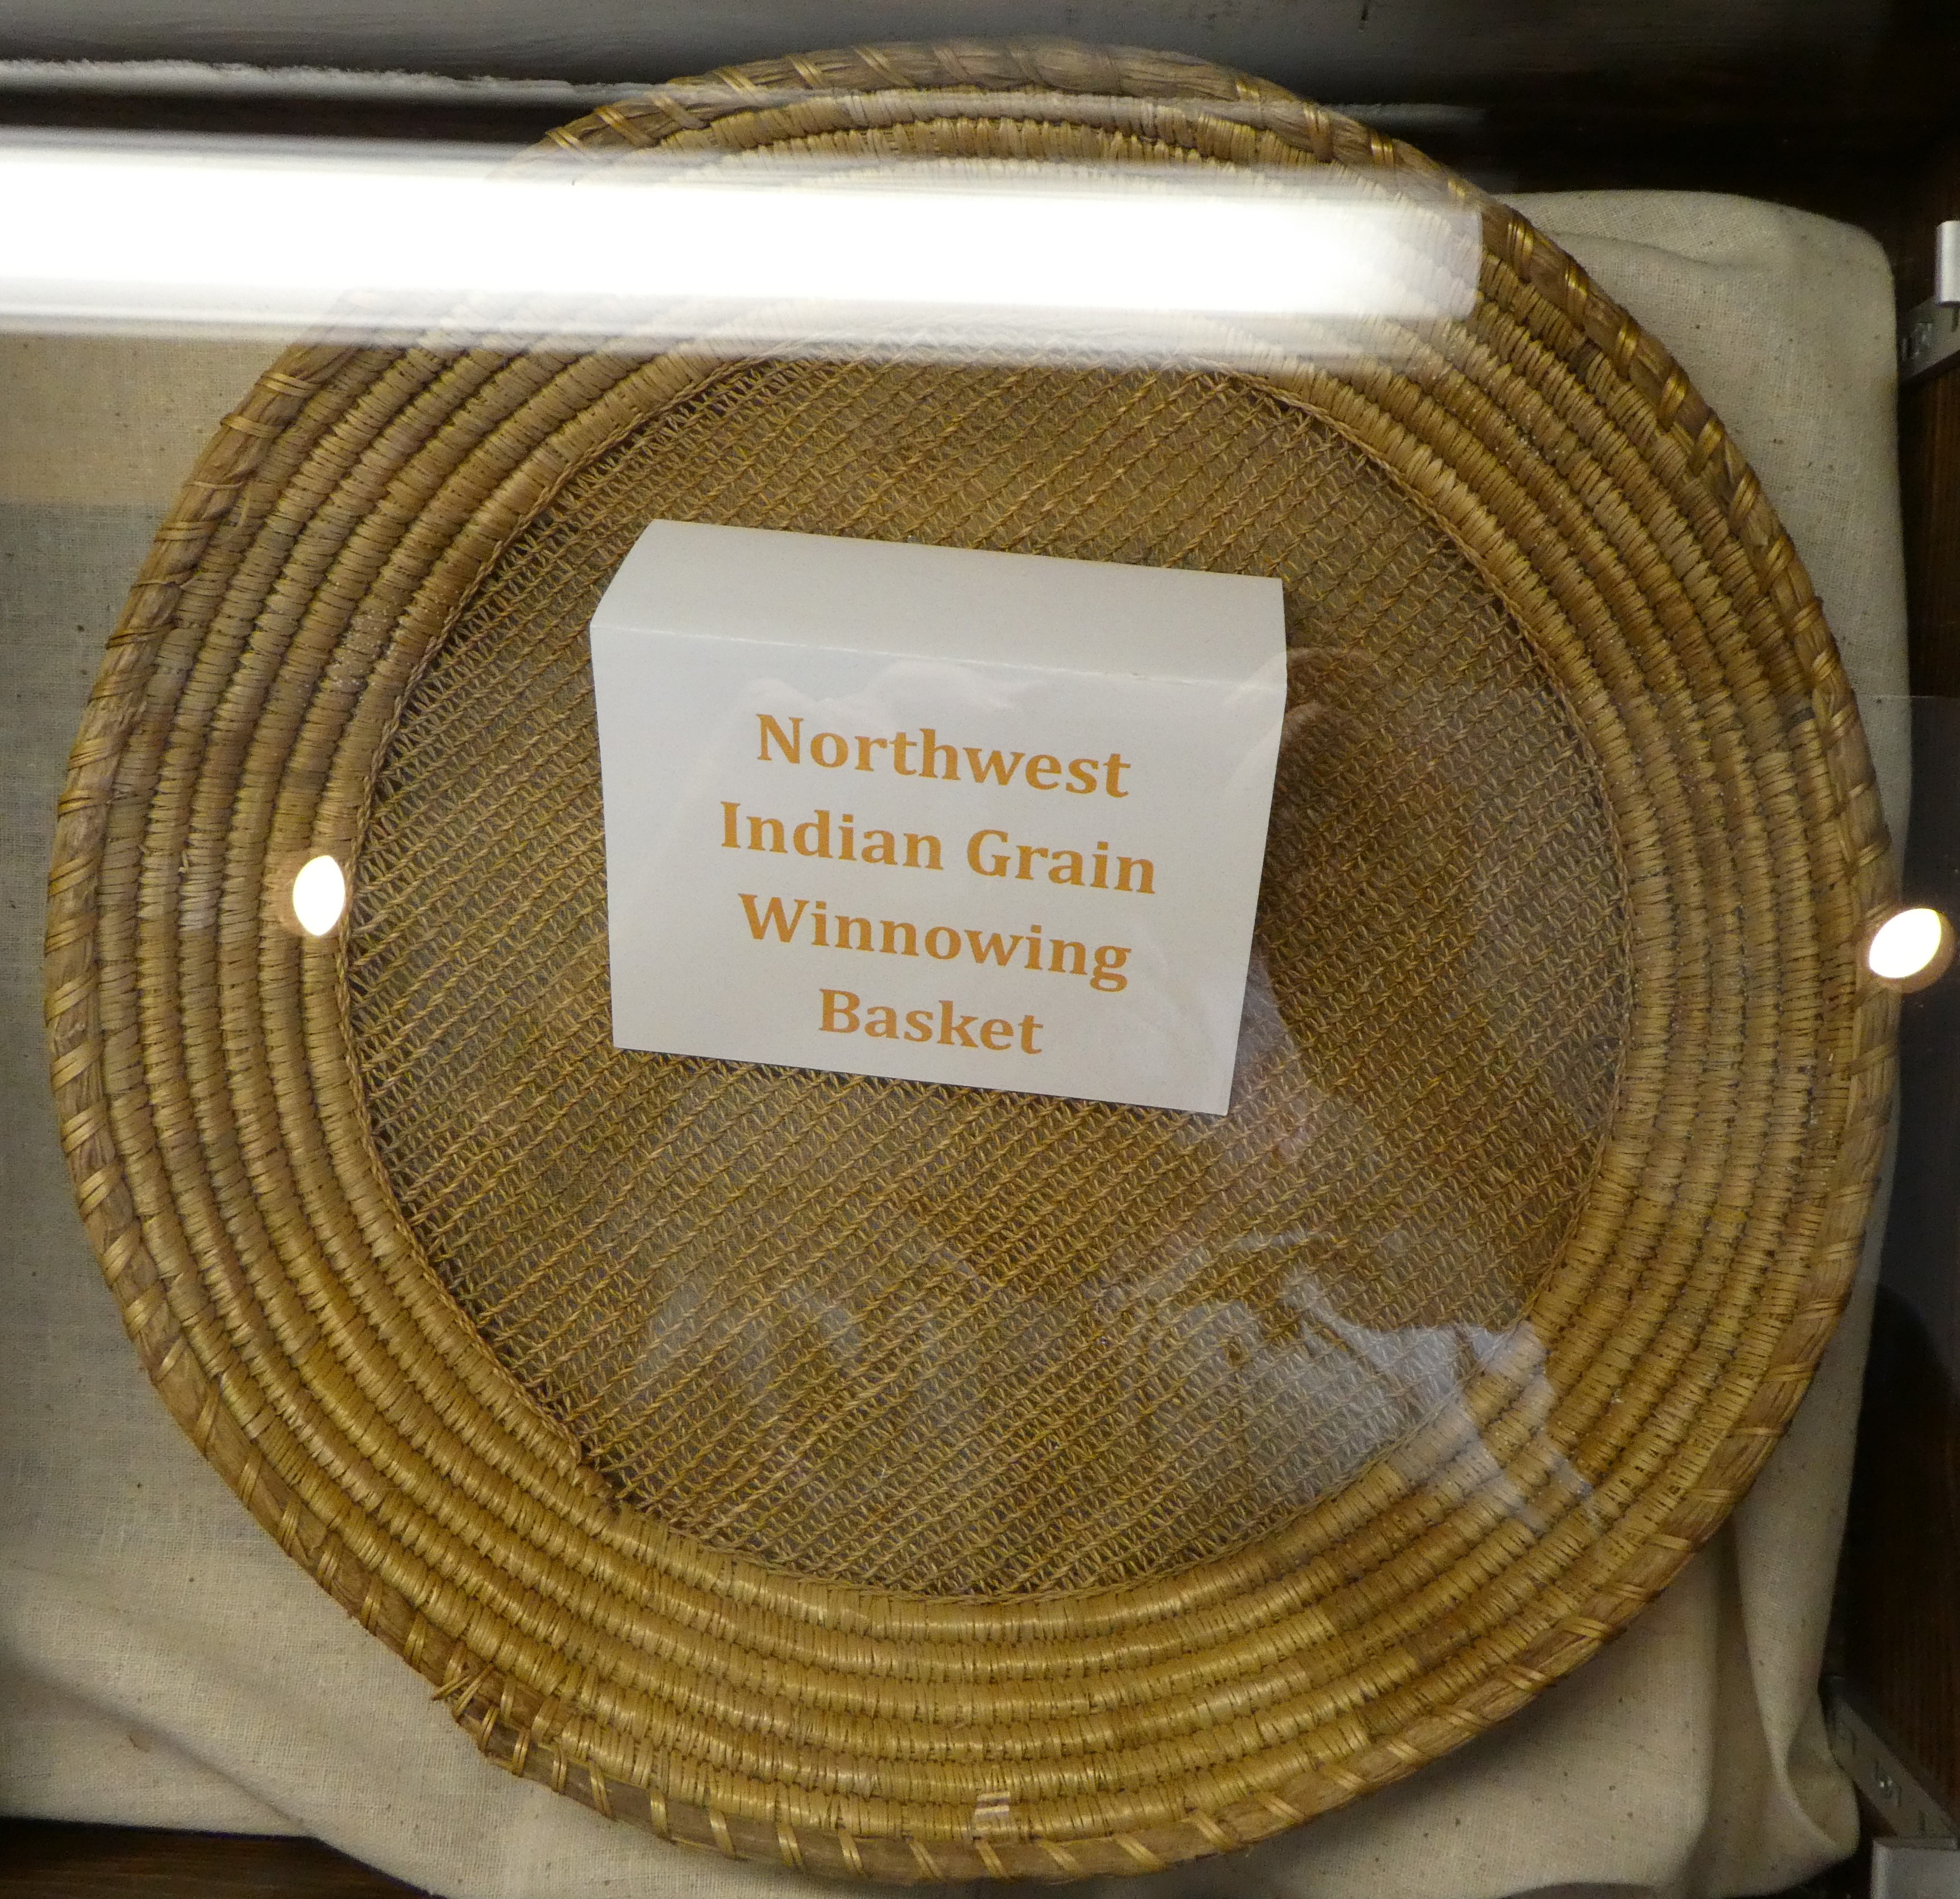 Northwest
Indian Grain
Winnowing
Basket